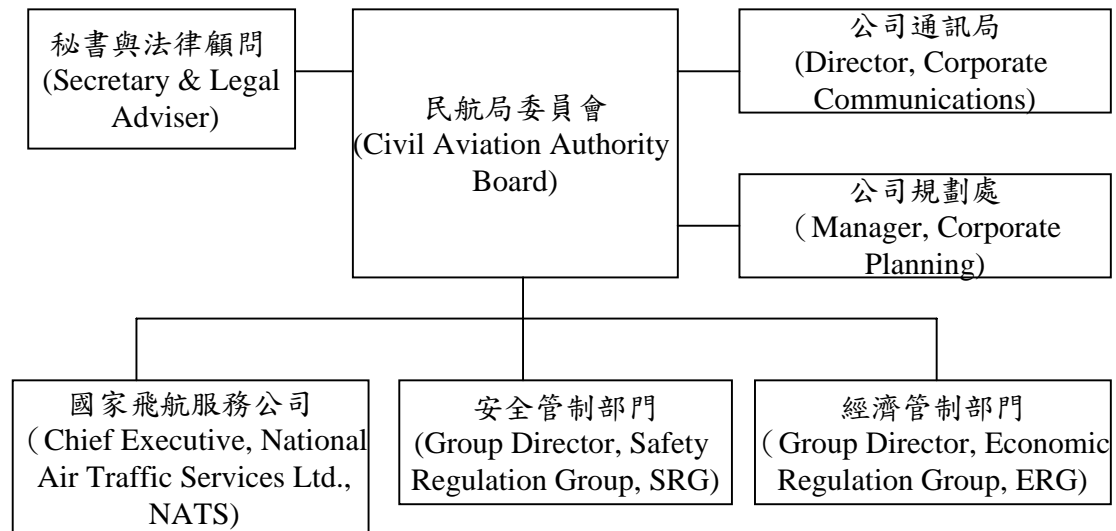 秘書與法律顧問
(Secretary & Legal
Adviser)
民航局委員會
(Civil Aviation Authority
Board)
公司通訊局
(Director, Corporate
Communications)
公司規劃處
（Manager, Corporate
Planning)
國家飛航服務公司
（Chief Executive, National
Air Traffic Services Ltd.,
NATS)
安全管制部門
(Group Director, Safety
Regulation Group, SRG)
經濟管制部門
（Group Director, Economic
Regulation Group, ERG)